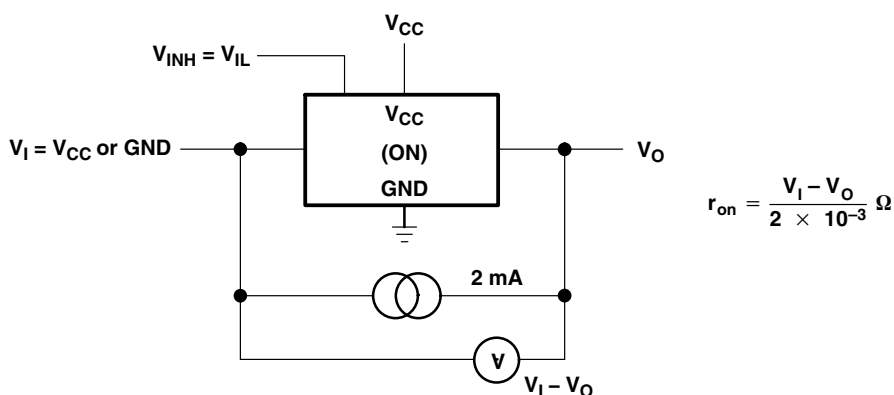 VCC
VINH = VIL
VCC
VI = VCC or GND
(ON)
VO
GND
ron = VI – VO / 2 × 10–3 Ω
2 mA
V
VI – VO